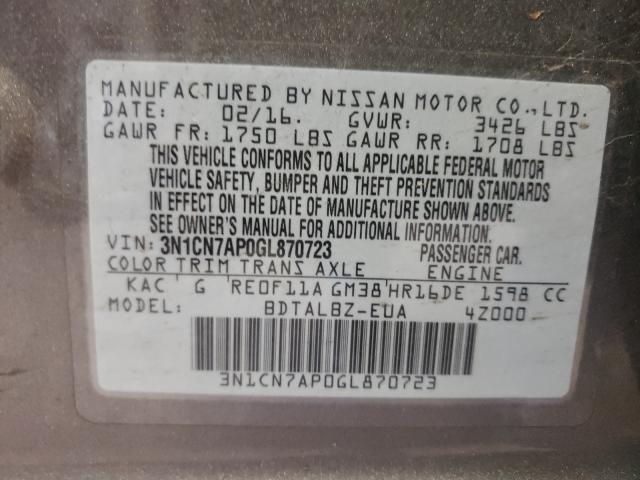 MANUFACTURED BY NISSAN MOTOR CO.,LTD.
DATE: 02/16. GVWR: 3426 LBS
GAWR FR: 1750 LBS GAWR RR: 1708 LBS
THIS VEHICLE CONFORMS TO ALL APPLICABLE FEDERAL MOTOR
VEHICLE SAFETY, BUMPER AND THEFT PREVENTION STANDARDS
IN EFFECT ON THE DATE OF MANUFACTURE SHOWN ABOVE.
SEE OWNER'S MANUAL FOR ADDITIONAL INFORMATION.
VIN: 3N1CN7AP0GL870723 PASSENGER CAR.
COLOR TRIM TRANS AXLE ENGINE
KAC G RE0F11A GM38 HR16DE 1598 CC
MODEL: BDTALBZ-EUA 4Z000
3N1CN7AP0GL870723